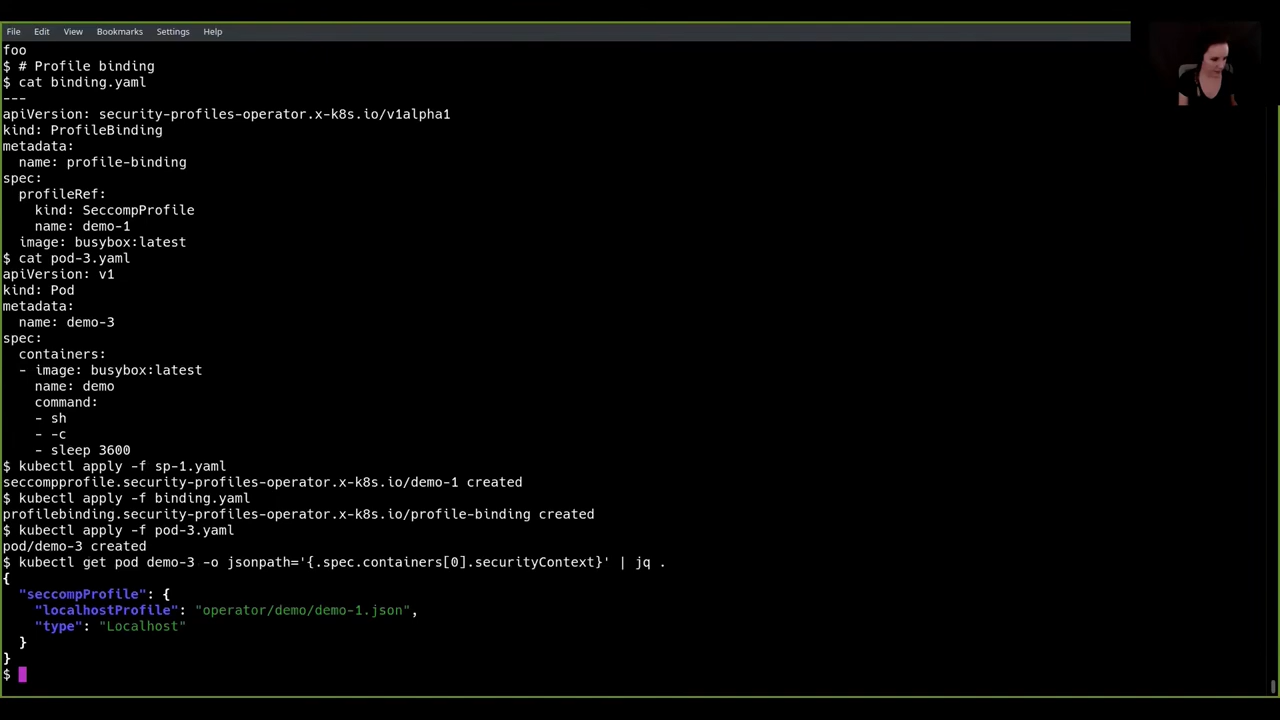 File Edit View Bookmarks Settings Help
foo
$ # Profile binding
$ cat binding.yaml
---
apiVersion: security-profiles-operator.x-k8s.io/v1alpha1
kind: ProfileBinding
metadata:
  name: profile-binding
spec:
  profileRef:
    kind: SeccompProfile
    name: demo-1
  image: busybox:latest
$ cat pod-3.yaml
apiVersion: v1
kind: Pod
metadata:
  name: demo-3
spec:
  containers:
  - image: busybox:latest
    name: demo
    command:
    - sh
    - -c
    - sleep 3600
$ kubectl apply -f sp-1.yaml
seccompprofile.security-profiles-operator.x-k8s.io/demo-1 created
$ kubectl apply -f binding.yaml
profilebinding.security-profiles-operator.x-k8s.io/profile-binding created
$ kubectl apply -f pod-3.yaml
pod/demo-3 created
$ kubectl get pod demo-3 -o jsonpath='{.spec.containers[0].securityContext}' | jq .
{
  "seccompProfile": {
    "localhostProfile": "operator/demo/demo-1.json",
    "type": "Localhost"
  }
}
$